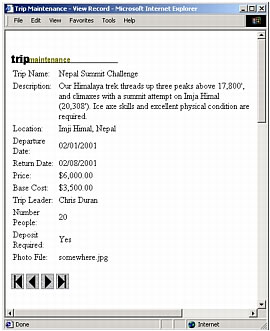 Trip Maintenance - View Record - Microsoft Internet Explorer
File Edit View Favorites Tools Help
tripmaintenance
Trip Name: Nepal Summit Challenge
Description: Our Himalaya trek threads up three peaks above 17,800',
and climaxes with a summit attempt on Imja Himal
(20,308'). Ice axe skills and excellent physical condition are
required.
Location: Imji Himal, Nepal
Departure
Date: 02/01/2001
Return Date: 02/08/2001
Price: $6,000.00
Base Cost: $3,500.00
Trip Leader: Chris Duran
Number
People: 20
Deposit
Required: Yes
Photo File: somewhere.jpg
Done Internet